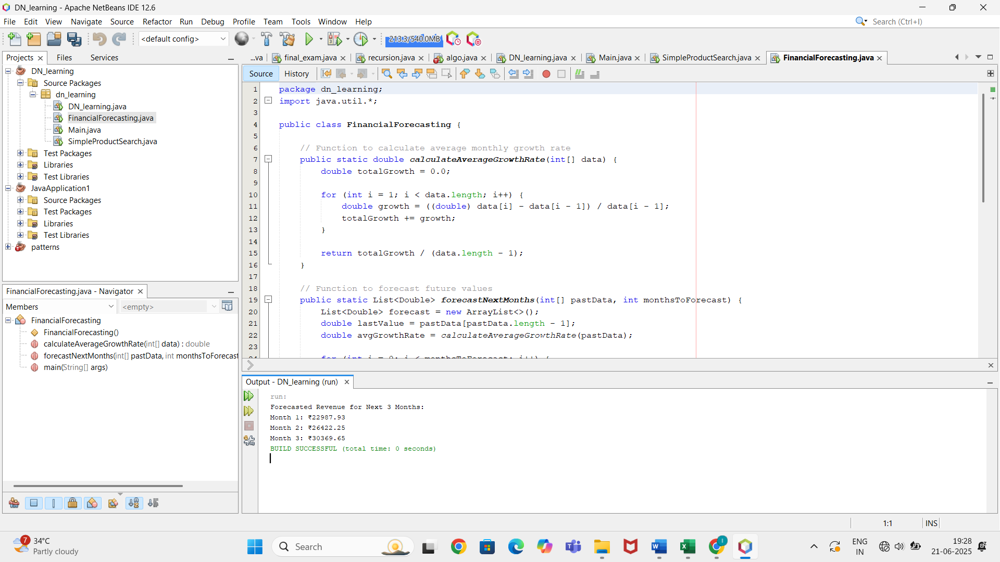 DN_learning - Apache NetBeans IDE 12.6
File Edit View Navigate Source Refactor Run Debug Profile Team Tools Window Help
Search (Ctrl+I)
<default config>
213.3/540.0MB
Projects Files Services
DN_learning
Source Packages
dn_learning
DN_learning.java
FinancialForecasting.java
Main.java
SimpleProductSearch.java
Test Packages
Libraries
Test Libraries
JavaApplication1
Source Packages
Test Packages
Libraries
Test Libraries
patterns
FinancialForecasting.java - Navigator
Members <empty>
FinancialForecasting
FinancialForecasting()
calculateAverageGrowthRate(int[] data) : double
forecastNextMonths(int[] pastData, int monthsToForecast
main(String[] args)
...va final_exam.java recursion.java algo.java DN_learning.java Main.java SimpleProductSearch.java FinancialForecasting.java
Source History
1 package dn_learning;
2 import java.util.*;
3
4 public class FinancialForecasting {
5
6 // Function to calculate average monthly growth rate
7 public static double calculateAverageGrowthRate(int[] data) {
8 double totalGrowth = 0.0;
9
10 for (int i = 1; i < data.length; i++) {
11 double growth = ((double) data[i] - data[i - 1]) / data[i - 1];
12 totalGrowth += growth;
13 }
14
15 return totalGrowth / (data.length - 1);
16 }
17
18 // Function to forecast future values
19 public static List<Double> forecastNextMonths(int[] pastData, int monthsToForecast) {
20 List<Double> forecast = new ArrayList<>();
21 double lastValue = pastData[pastData.length - 1];
22 double avgGrowthRate = calculateAverageGrowthRate(pastData);
23
24 for (int i = 0; i < monthsToForecast; i++) {
Output - DN_learning (run)
run:
Forecasted Revenue for Next 3 Months:
Month 1: ₹22987.93
Month 2: ₹26422.25
Month 3: ₹30369.65
BUILD SUCCESSFUL (total time: 0 seconds)
1:1 INS
7
34°C
Partly cloudy
Search
ENG
IN
19:28
21-06-2025